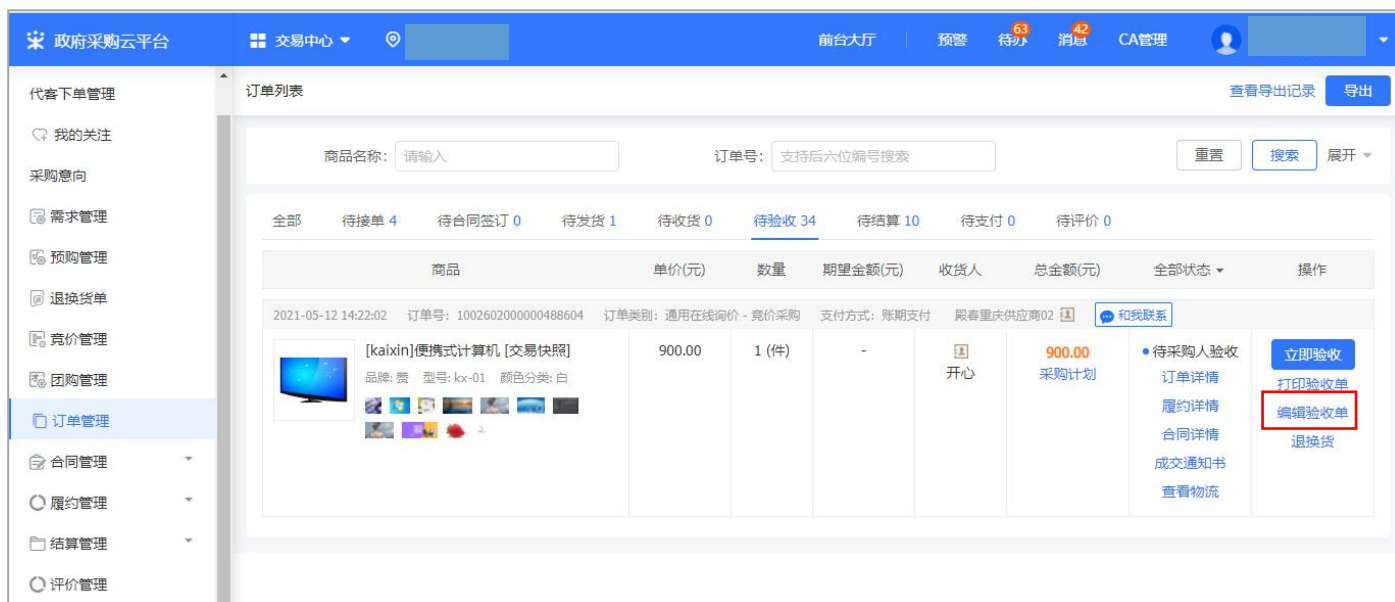 政府采购云平台
交易中心
前台大厅
预警
待办
63
消息
42
CA管理
代客下单管理
我的关注
采购意向
需求管理
预购管理
退换货单
竞价管理
团购管理
订单管理
合同管理
履约管理
结算管理
评价管理
订单列表
查看导出记录
导出
商品名称: 请输入
订单号: 支持后六位编号搜索
重置
搜索
展开
全部 待接单 4 待合同签订 0 待发货 1 待收货 0 待验收 34 待结算 10 待支付 0 待评价 0
商品 单价(元) 数量 期望金额(元) 收货人 总金额(元) 全部状态 操作
2021-05-12 14:22:02 订单号: 1002602000000488604 订单类别: 通用在线询价 - 竞价采购 支付方式: 账期支付 殿春重庆供应商02 和我联系
[kaixin]便携式计算机 [交易快照]
品牌: 赞 型号: kx-01 颜色分类: 白
900.00
1 (件)
-
开心
900.00
采购计划
待采购人验收
订单详情
履约详情
合同详情
成交通知书
查看物流
立即验收
打印验收单
编辑验收单
退换货